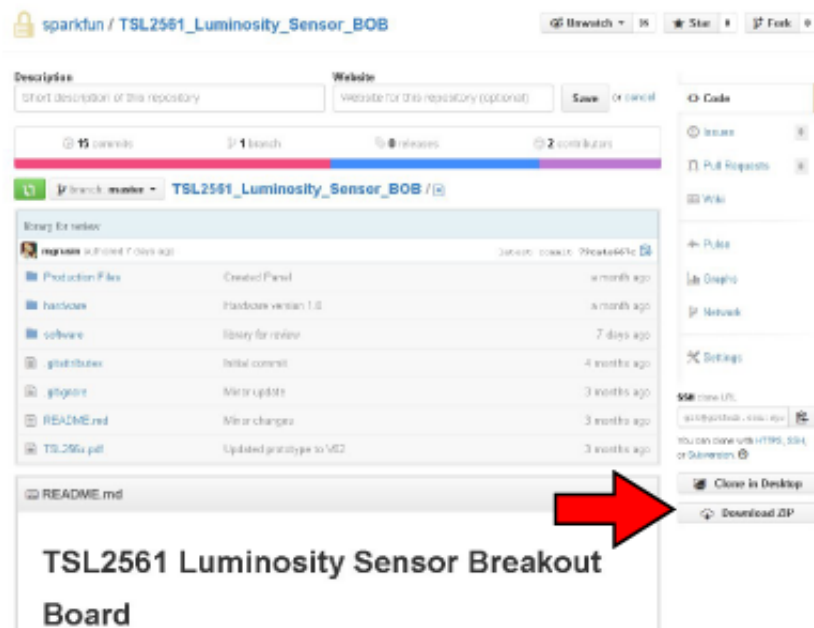 sparkfun / TSL2561_Luminosity_Sensor_BOB
Unwatch 
Star
Fork 0
Description
Website
Short description of this repository
Website for this repository (optional)
Save or cancel
15 commits
1 branch
0 releases
2 contributors
branch: master
TSL2561_Luminosity_Sensor_BOB /
library for review
authored 7 days ago
latest commit
Production Files
Created Panel
a month ago
hardware
Hardware version 1.0
a month ago
software
library for review
7 days ago
.gitattributes
Initial commit
4 months ago
.gitignore
Minor update
3 months ago
README.md
Minor changes
3 months ago
TSL256x.pdf
Updated prototype to V02
3 months ago
README.md
TSL2561 Luminosity Sensor Breakout
Board
Code
Issues 0
Pull Requests 0
Wiki
Pulse
Graphs
Network
Settings
SSH clone URL
You can clone with HTTPS, SSH,
or Subversion.
Clone in Desktop
Download ZIP